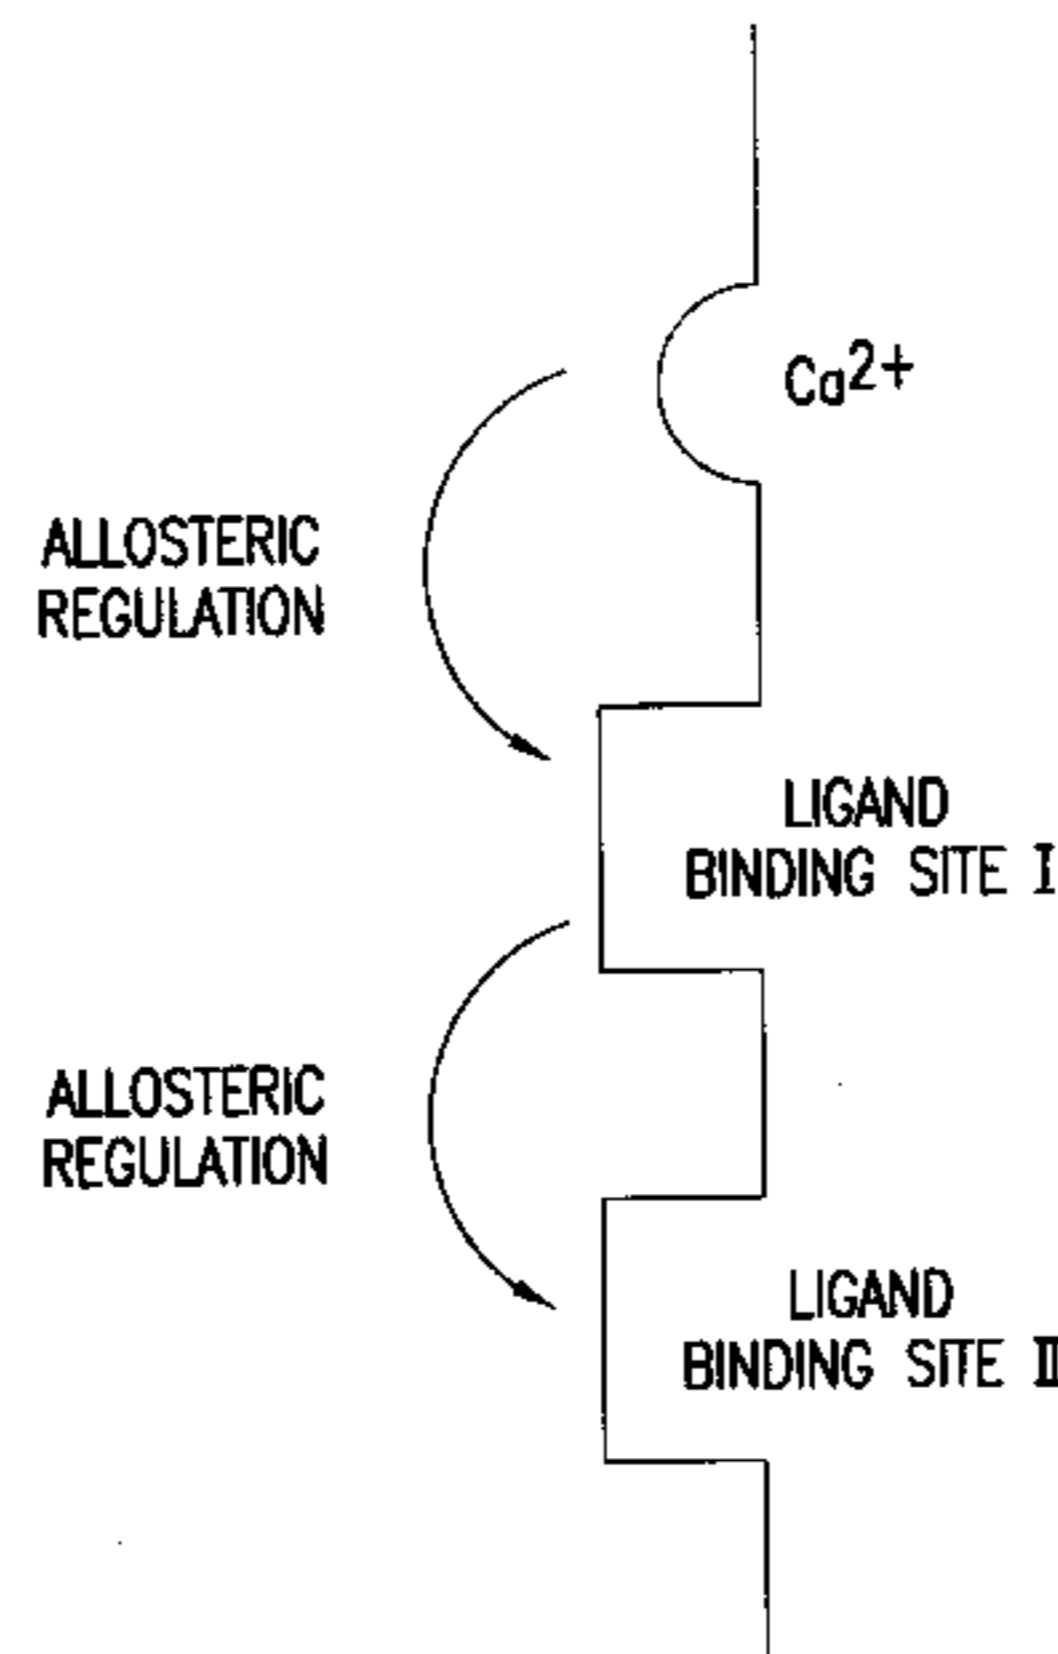 Ca2+
ALLOSTERIC
REGULATION
LIGAND
BINDING SITE I
ALLOSTERIC
REGULATION
LIGAND
BINDING SITE II